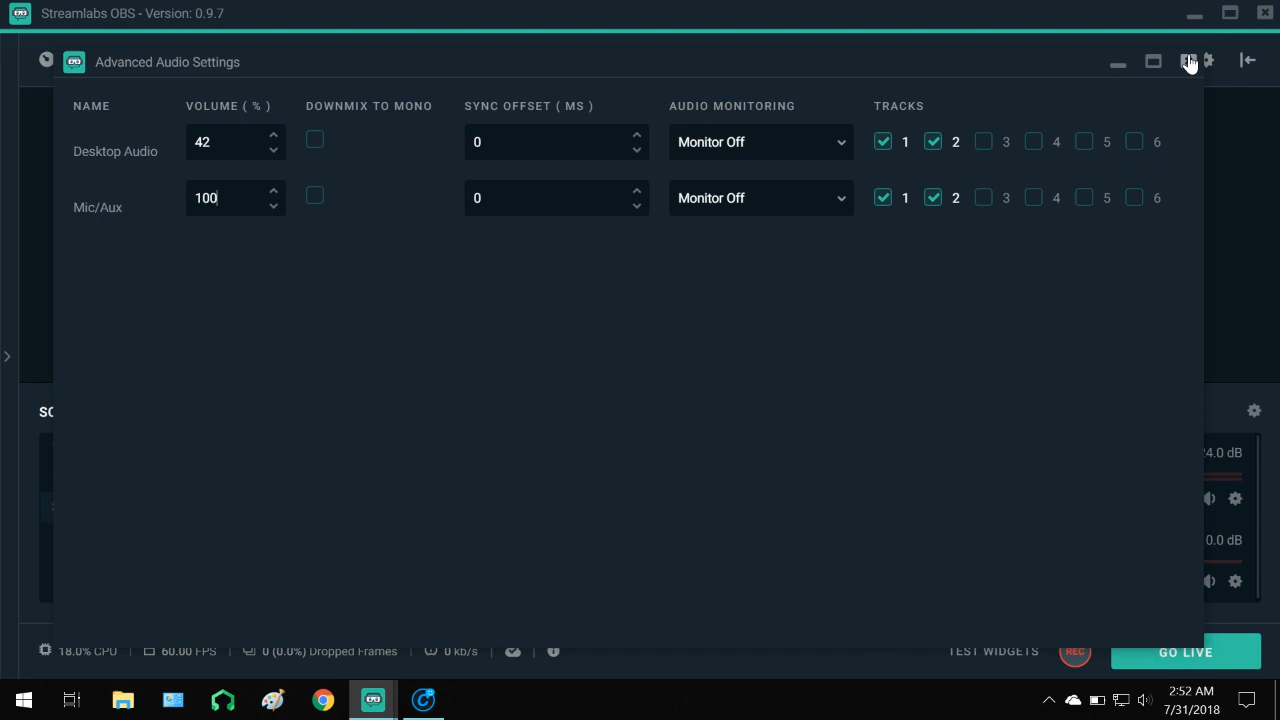 Streamlabs OBS - Version: 0.9.7
Advanced Audio Settings
NAME VOLUME ( % ) DOWNMIX TO MONO SYNC OFFSET ( MS ) AUDIO MONITORING TRACKS
Desktop Audio 42 0 Monitor Off 1 2 3 4 5 6
Mic/Aux 100 0 Monitor Off 1 2 3 4 5 6
24.0 dB
0.0 dB
18.0% CPU 60.00 FPS 0 (0.0%) Dropped Frames 0 kb/s TEST WIDGETS REC GO LIVE
2:52 AM
7/31/2018